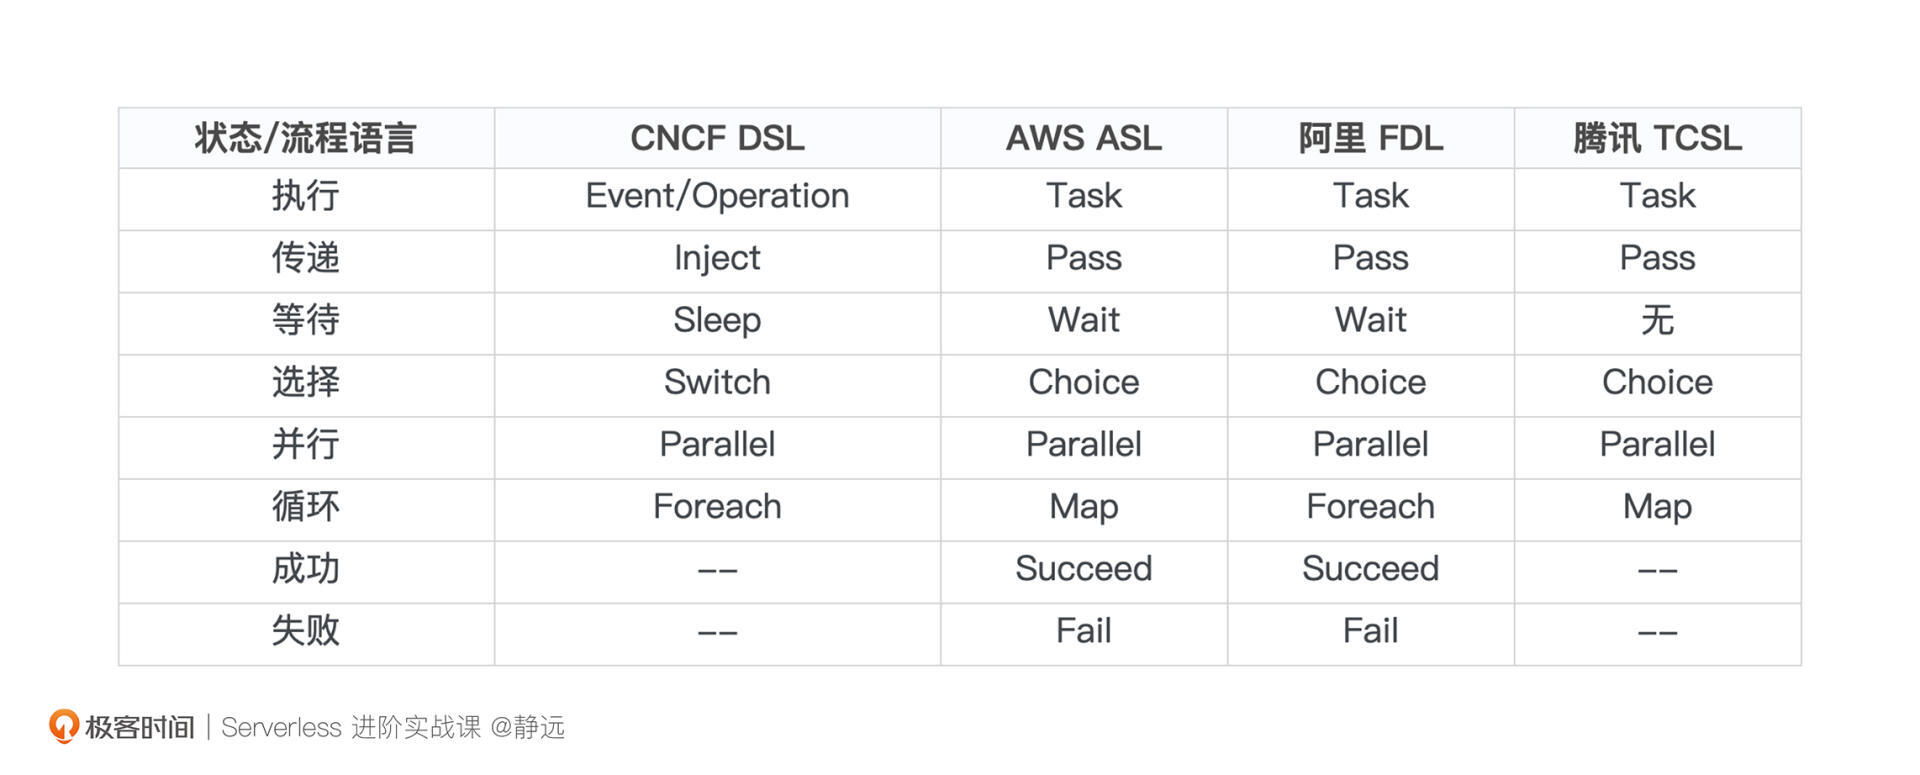 状态/流程语言 CNCF DSL AWS ASL 阿里 FDL 腾讯 TCSL
执行 Event/Operation Task Task Task
传递 Inject Pass Pass Pass
等待 Sleep Wait Wait 无
选择 Switch Choice Choice Choice
并行 Parallel Parallel Parallel Parallel
循环 Foreach Map Foreach Map
成功 -- Succeed Succeed --
失败 -- Fail Fail --
极客时间 | Serverless 进阶实战课 @静远